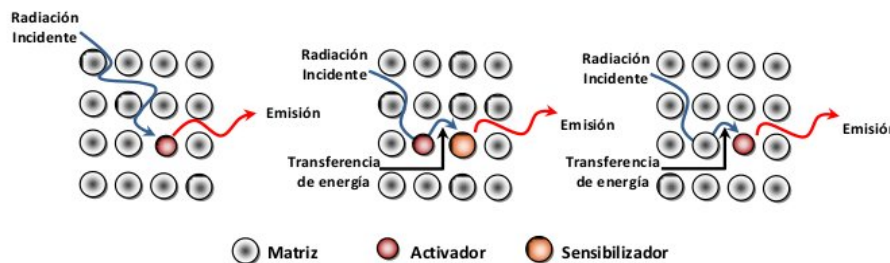 Radiación
Incidente
Emisión
Radiación
Incidente
Emisión
Transferencia
de energía
Radiación
Incidente
Emisión
Transferencia
de energía
Matriz
Activador
Sensibilizador